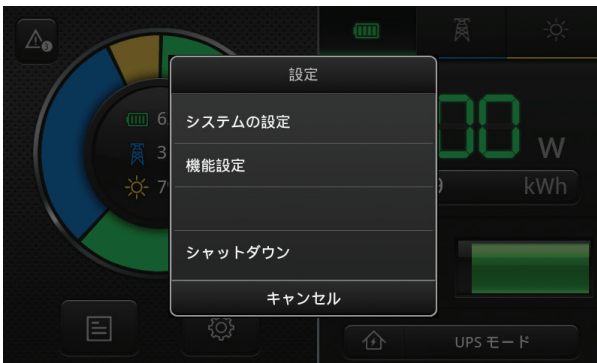 設定
システムの設定
機能設定
シャットダウン
キャンセル
W
kWh
UPS モード